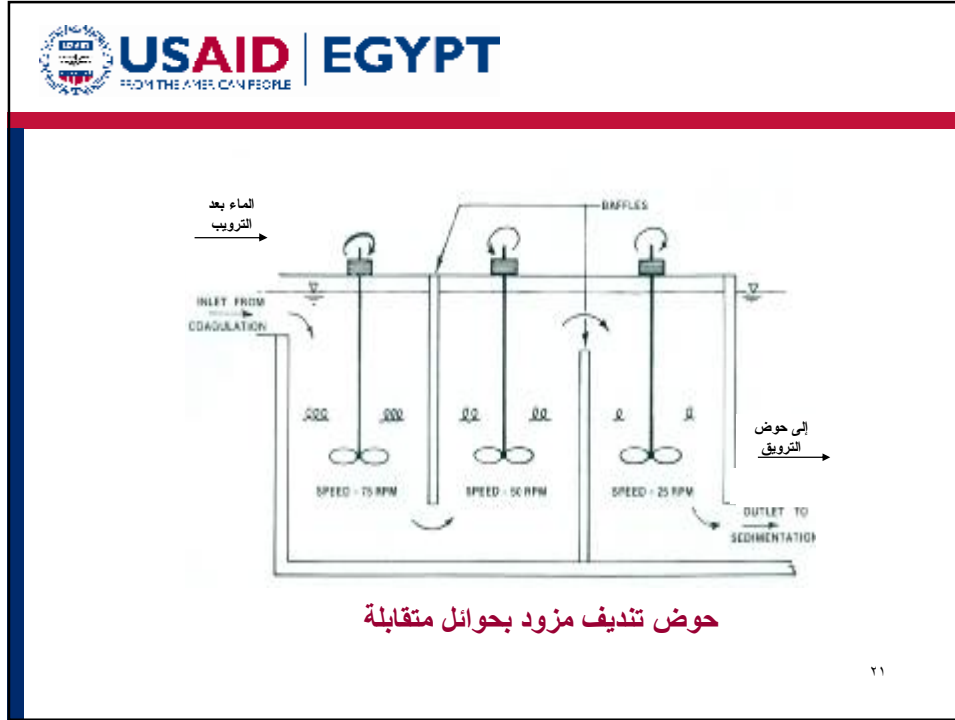 USAID | EGYPT
FROM THE AMERICAN PEOPLE
الماء بعد
الترويب
BAFFLES
INLET FROM
COAGULATION
إلى حوض
الترويق
SPEED - 75 RPM
SPEED - 50 RPM
SPEED - 25 RPM
OUTLET TO
SEDIMENTATION
حوض تنديف مزود بحوائل متقابلة
٢١